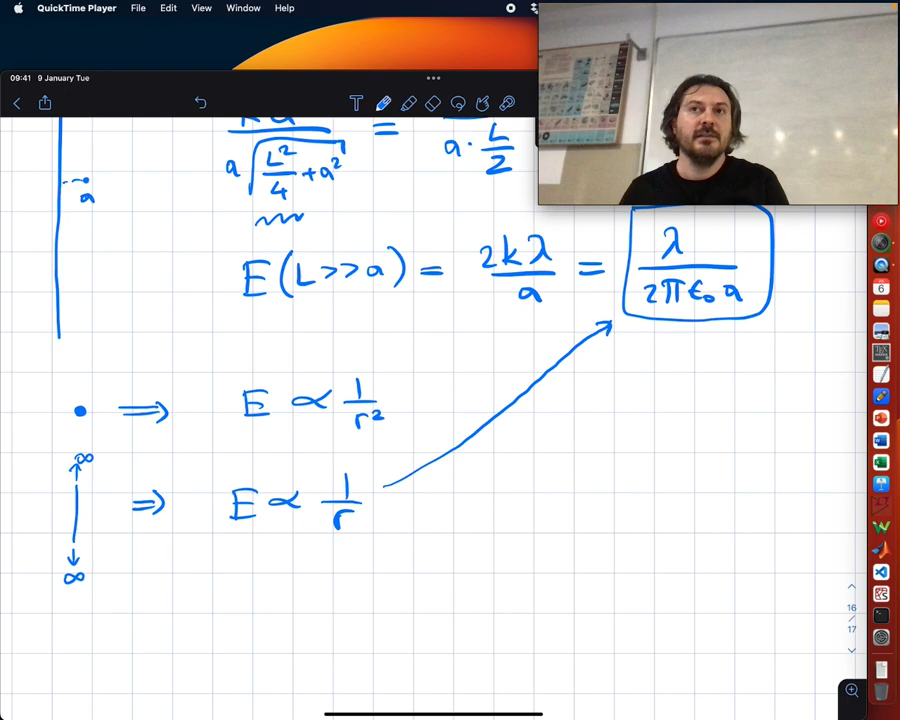 QuickTime Player File Edit View Window Help
09:41 9 January Tue
a√(L²/4 + a²) = a · L/2
a
E(L>>a) = 2kλ/a = λ/2πε₀a
⇒ E ∝ 1/r²
∞
⇒ E ∝ 1/r
∞
16
/
17